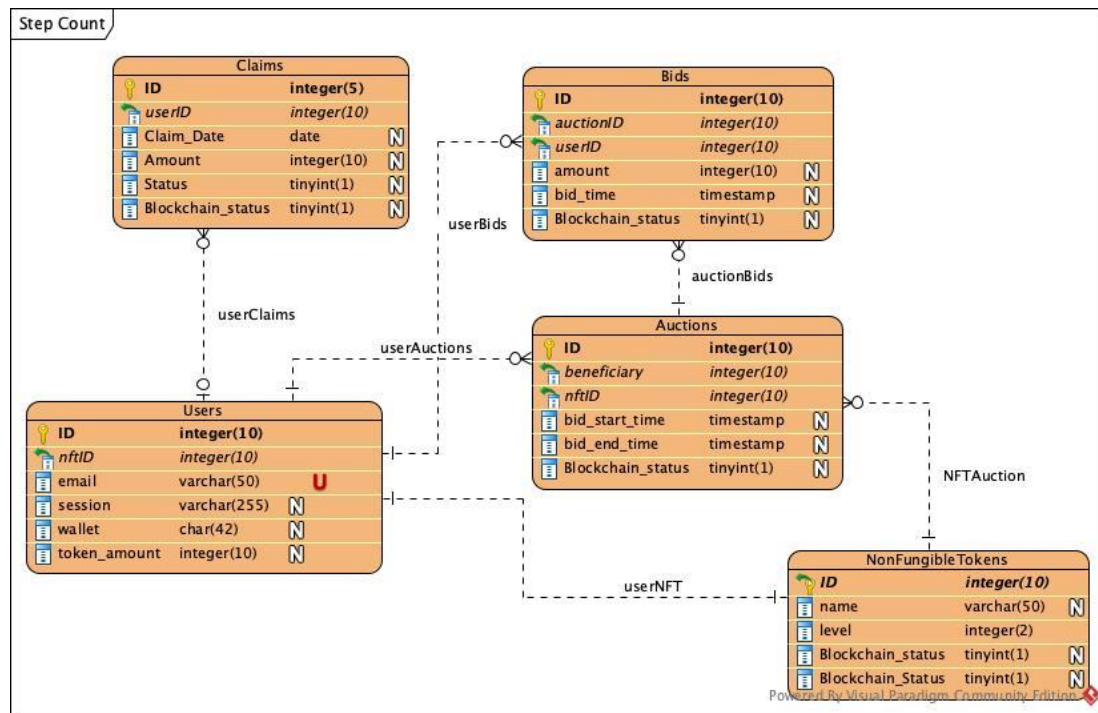 Step Count
Claims
ID integer(5)
userID integer(10)
Claim_Date date N
Amount integer(10) N
Status tinyint(1) N
Blockchain_status tinyint(1) N
Bids
ID integer(10)
auctionID integer(10)
userID integer(10)
amount integer(10) N
bid_time timestamp N
Blockchain_status tinyint(1) N
userBids
auctionBids
userClaims
userAuctions
Auctions
ID integer(10)
beneficiary integer(10)
nftID integer(10)
bid_start_time timestamp N
bid_end_time timestamp N
Blockchain_status tinyint(1) N
Users
ID integer(10)
nftID integer(10)
email varchar(50) U
session varchar(255) N
wallet char(42) N
token_amount integer(10) N
NFTAuction
userNFT
NonFungibleTokens
ID integer(10)
name varchar(50) N
level integer(2)
Blockchain_status tinyint(1) N
Blockchain_Status tinyint(1) N
Powered By Visual Paradigm Community Edition